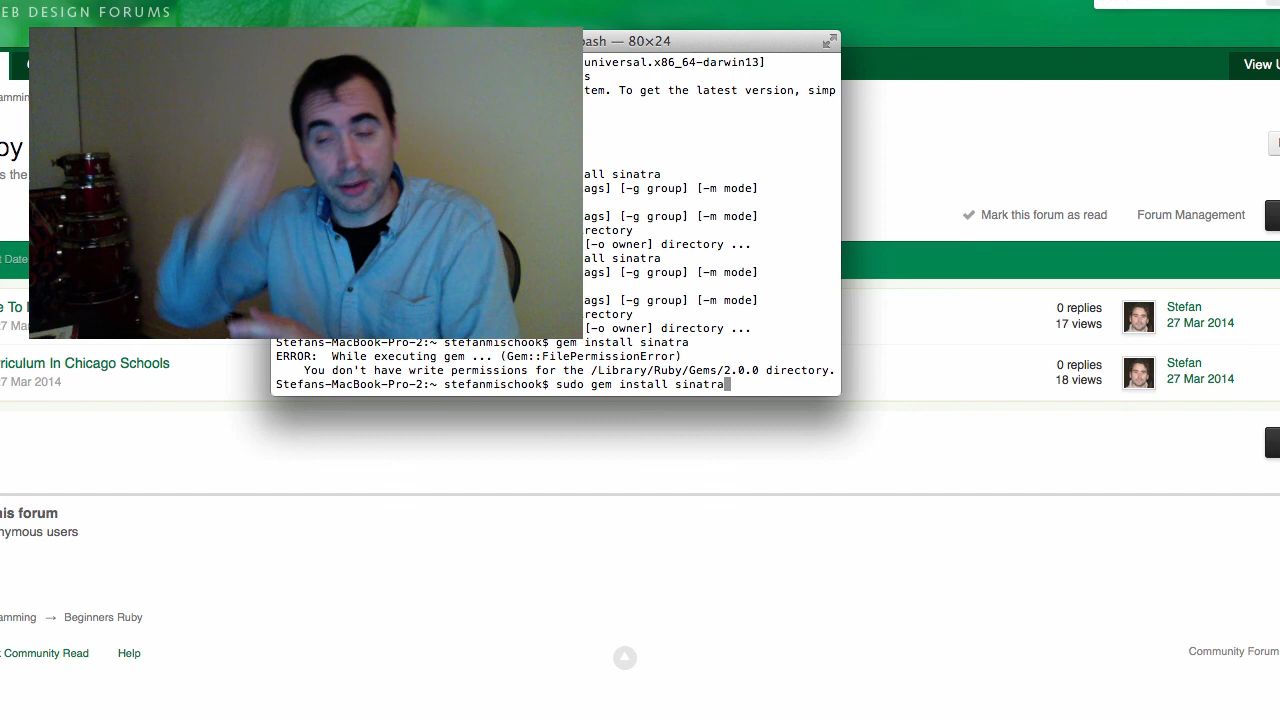 EB DESIGN FORUMS
bash — 80×24
universal.x86_64-darwin13]
View U
s
tem. To get the latest version, simp
amming
oy
s the
all sinatra
ags] [-g group] [-m mode]
ags] [-g group] [-m mode]
Mark this forum as read Forum Management
rectory
[-o owner] directory ...
t Date
all sinatra
ags] [-g group] [-m mode]
ags] [-g group] [-m mode]
e To
0 replies
Stefan
rectory
27 Mar
17 views
27 Mar 2014
[-o owner] directory ...
Stefans-MacBook-Pro-2:~ stefanmischook$ gem install sinatra
ERROR:  While executing gem ... (Gem::FilePermissionError)
You don't have write permissions for the /Library/Ruby/Gems/2.0.0 directory.
Stefans-MacBook-Pro-2:~ stefanmischook$ sudo gem install sinatra
riculum In Chicago Schools
27 Mar 2014
0 replies
Stefan
18 views
27 Mar 2014
his forum
nymous users
amming → Beginners Ruby
Community Read Help
Community Forum